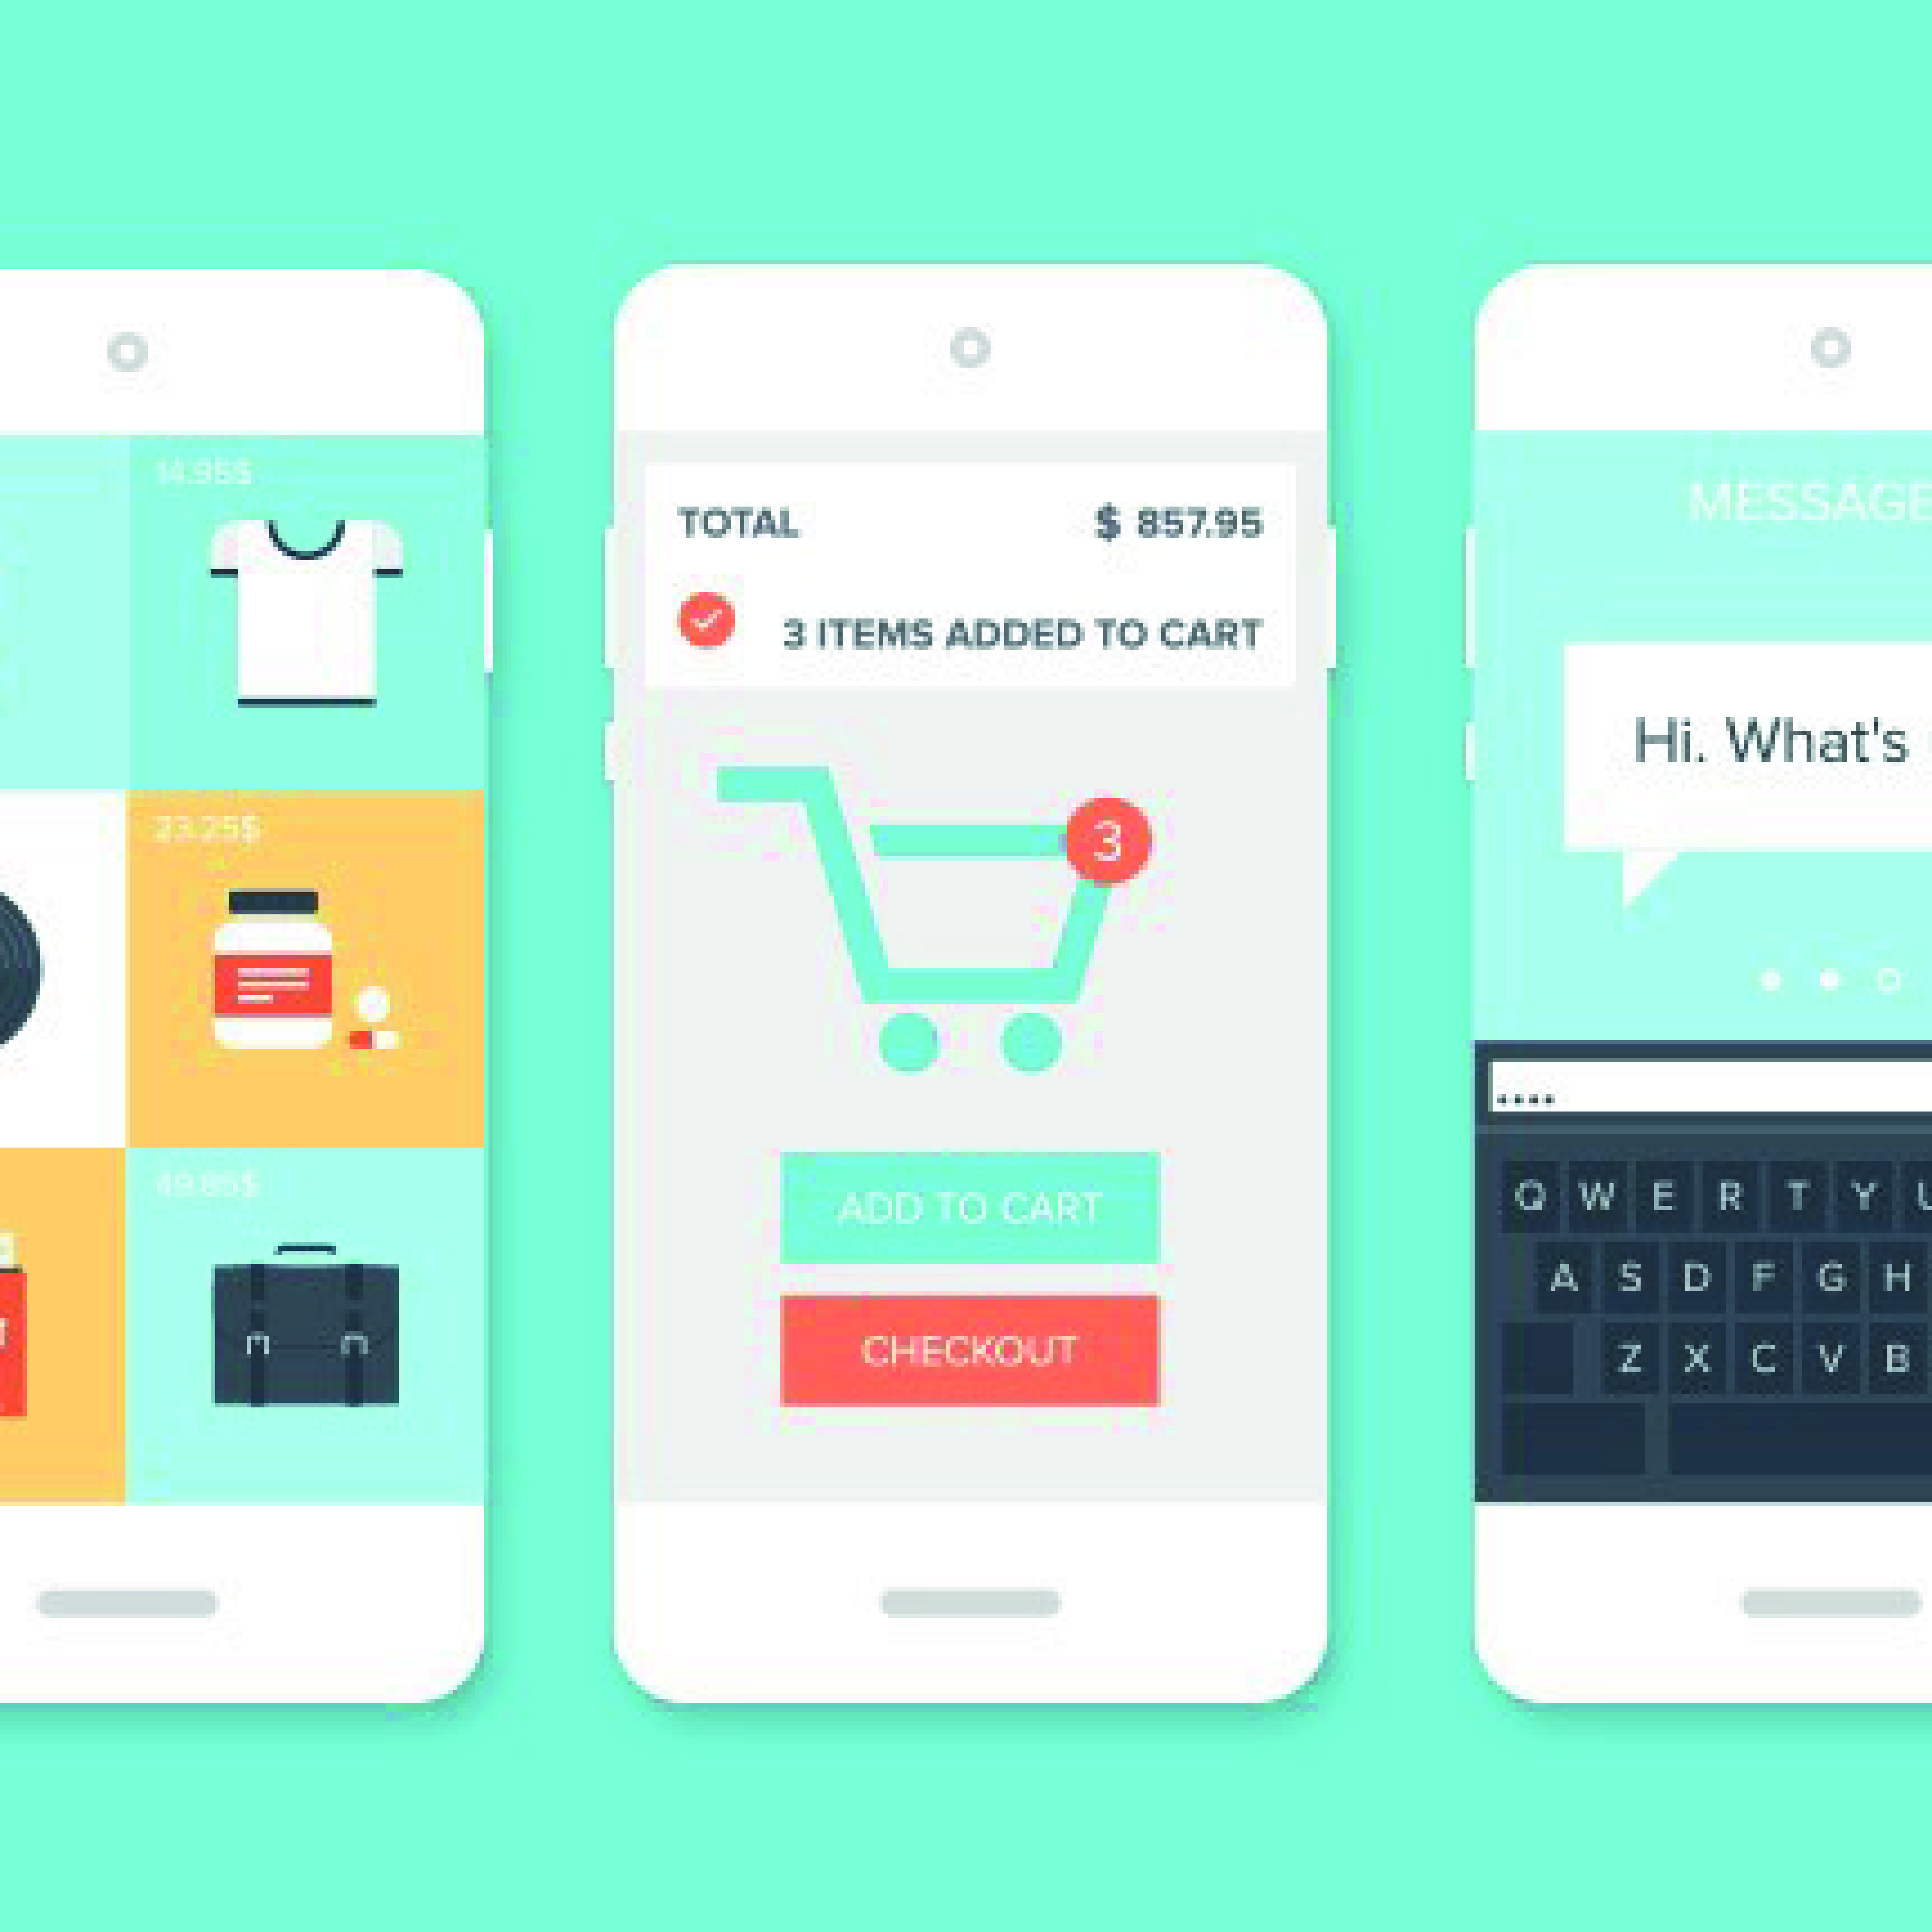 14.95$
23.25$
49.85$
TOTAL
$ 857.95
3 ITEMS ADDED TO CART
3
ADD TO CART
CHECKOUT
MESSAGE
Hi. What's
....
Q W E R T Y U
A S D F G H
Z X C V B